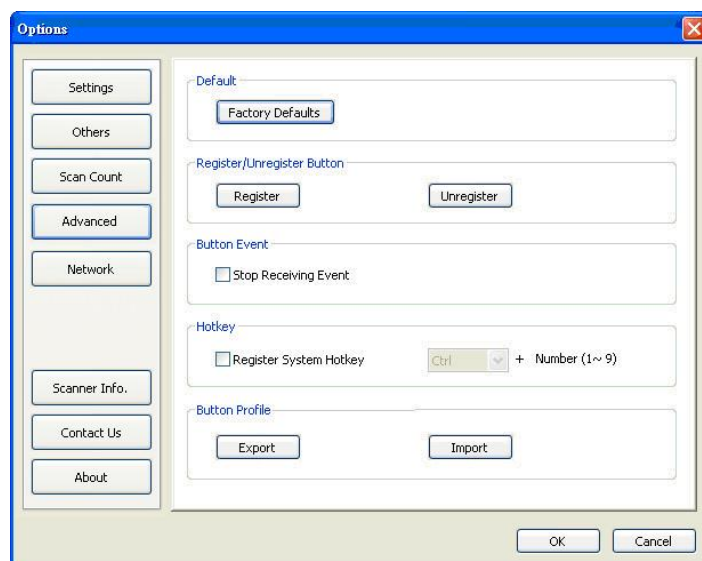 Options
Settings
Others
Scan Count
Advanced
Network
Scanner Info.
Contact Us
About
Default
Factory Defaults
Register/Unregister Button
Register Unregister
Button Event
Stop Receiving Event
Hotkey
Register System Hotkey Ctrl + Number (1~ 9)
Button Profile
Export Import
OK Cancel